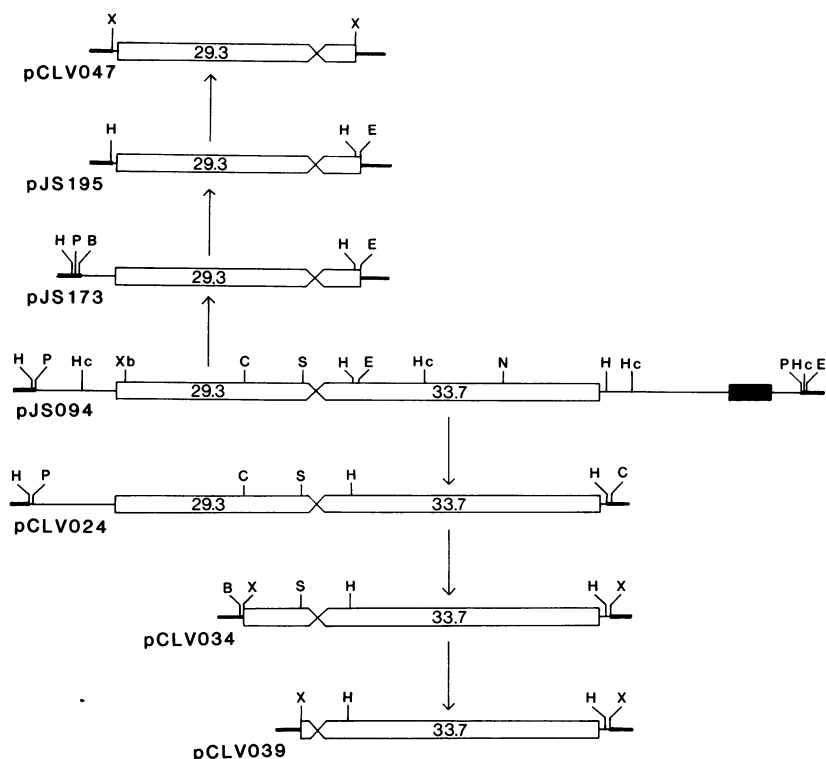 X X
29.3
pCLV047
H H E
29.3
pJS195
H P B H E
29.3
pJS173
H P Hc Xb C S H E Hc N H Hc P Hc E
29.3 33.7
pJS094
H P C S H H C
29.3 33.7
pCLV024
B X S H H X
33.7
pCLV034
X H H X
33.7
pCLV039